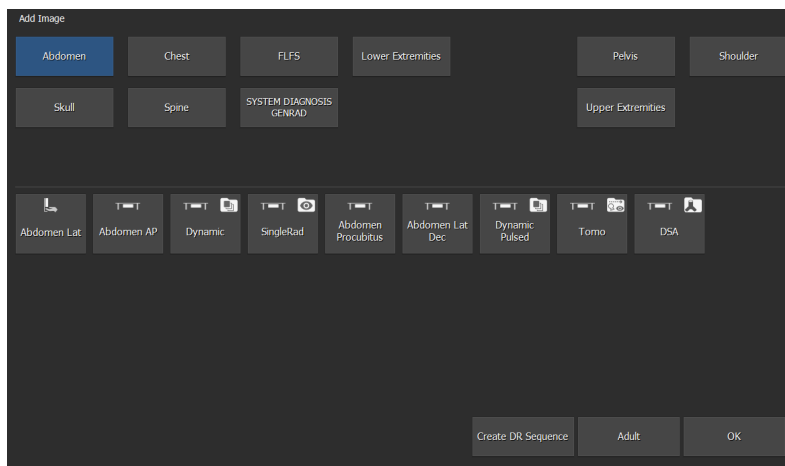 Add Image
Abdomen
Chest
FLFS
Lower Extremities
Pelvis
Shoulder
Skull
Spine
SYSTEM DIAGNOSIS
GENRAD
Upper Extremities
Abdomen Lat
Abdomen AP
Dynamic
SingleRad
Abdomen
Procubitus
Abdomen Lat
Dec
Dynamic
Pulsed
Tomo
DSA
Create DR Sequence
Adult
OK